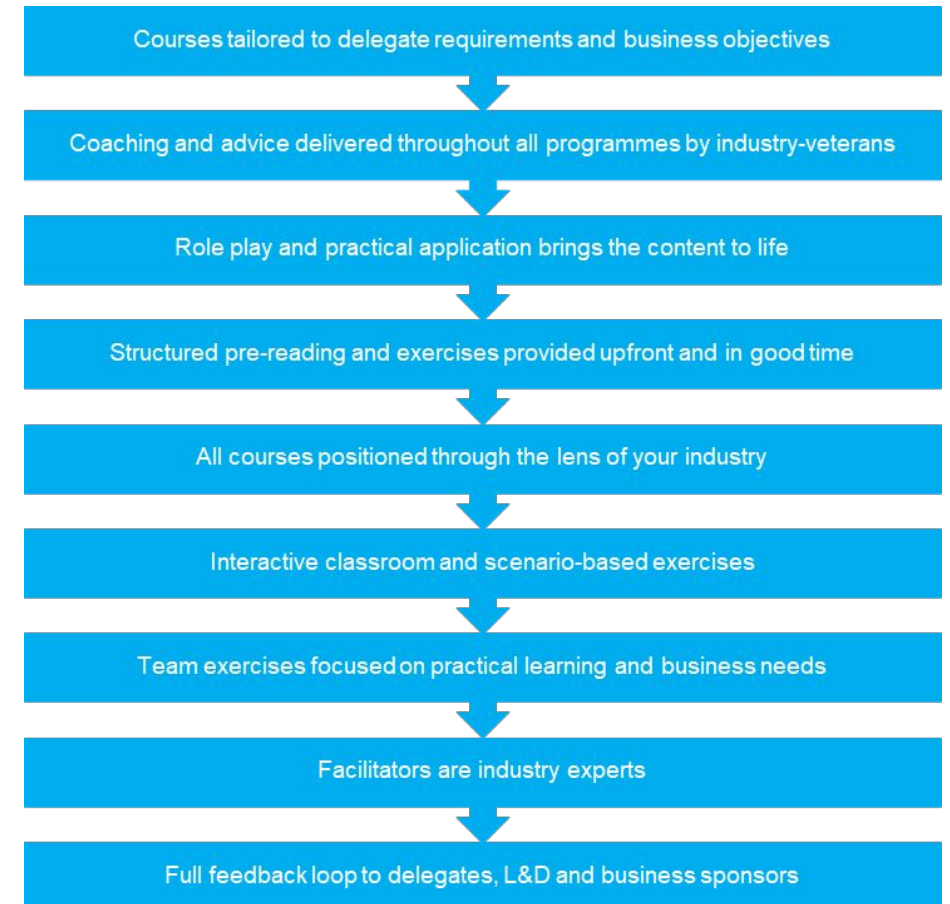 Courses tailored to delegate requirements and business objectives
Coaching and advice delivered throughout all programmes by industry-veterans
Role play and practical application brings the content to life
Structured pre-reading and exercises provided upfront and in good time
All courses positioned through the lens of your industry
Interactive classroom and scenario-based exercises
Team exercises focused on practical learning and business needs
Facilitators are industry experts
Full feedback loop to delegates, L&D and business sponsors